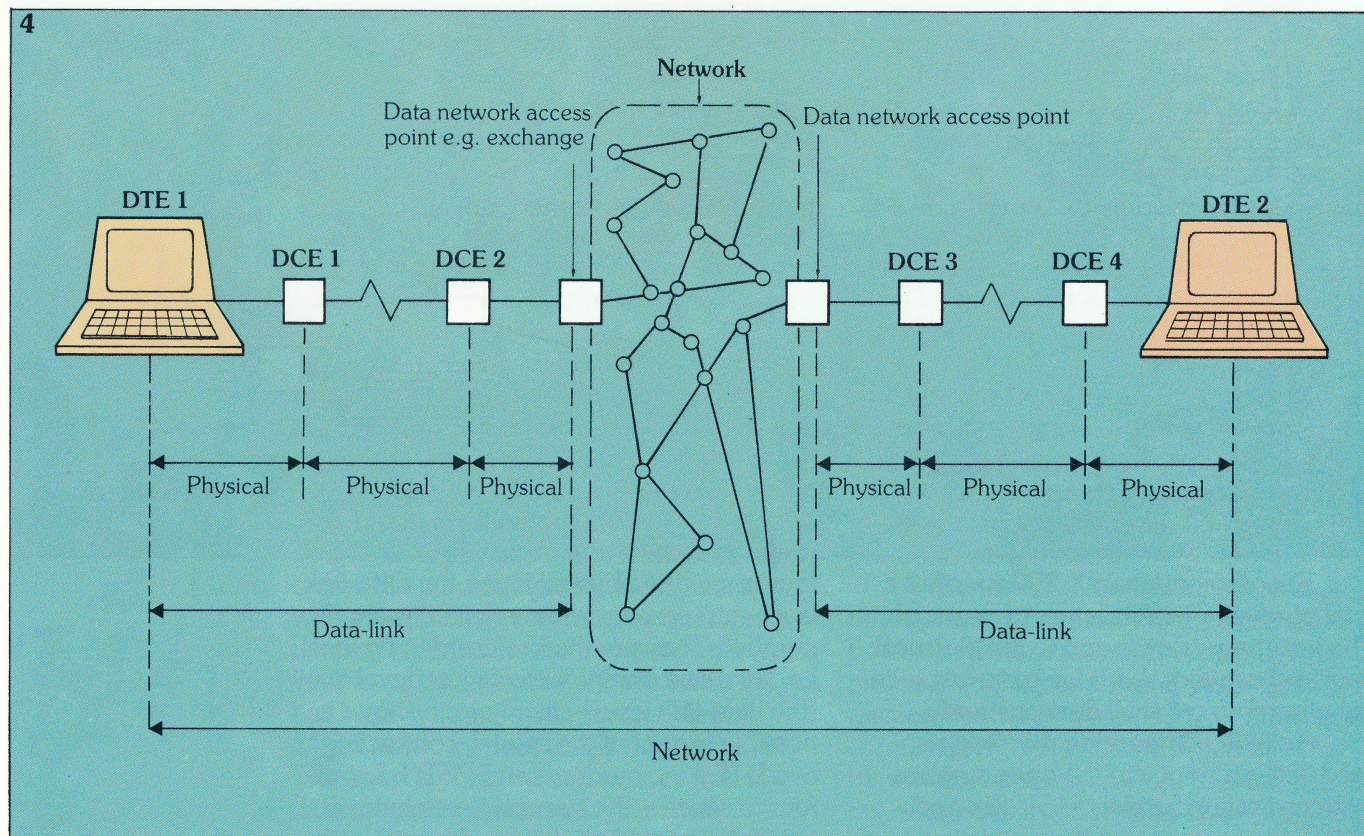 4
Network
Data network access
point e.g. exchange
Data network access point
DTE 1
DCE 1
DCE 2
DCE 3
DCE 4
DTE 2
Physical
Physical
Physical
Physical
Physical
Physical
Data-link
Data-link
Network